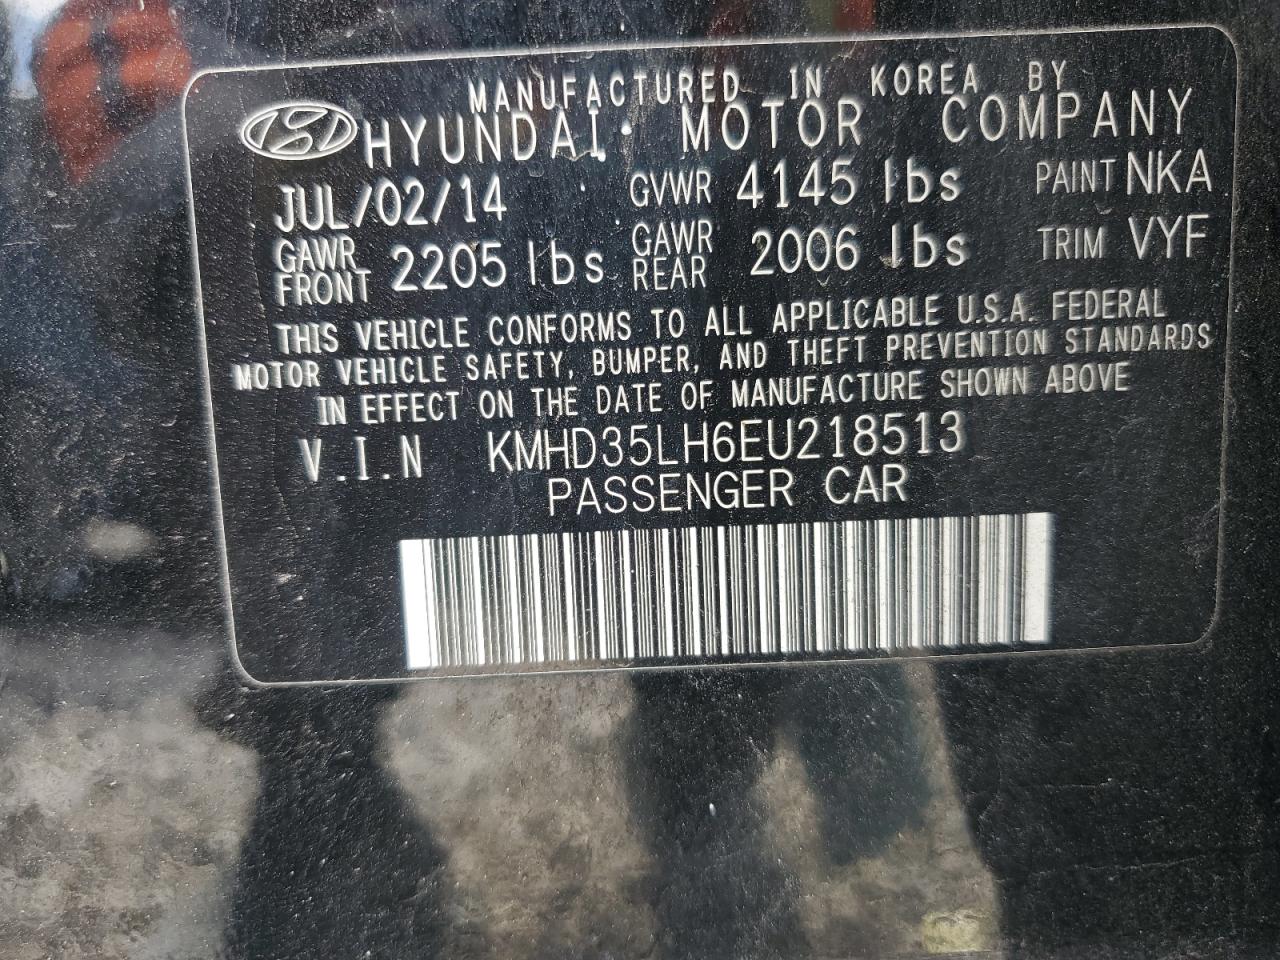 MANUFACTURED IN KOREA BY
HYUNDAI MOTOR COMPANY
JUL/02/14 GVWR 4145 lbs PAINT NKA
GAWR FRONT 2205 lbs GAWR REAR 2006 lbs TRIM VYF
THIS VEHICLE CONFORMS TO ALL APPLICABLE U.S.A. FEDERAL
MOTOR VEHICLE SAFETY, BUMPER, AND THEFT PREVENTION STANDARDS
IN EFFECT ON THE DATE OF MANUFACTURE SHOWN ABOVE
V.I.N KMHD35LH6EU218513
PASSENGER CAR